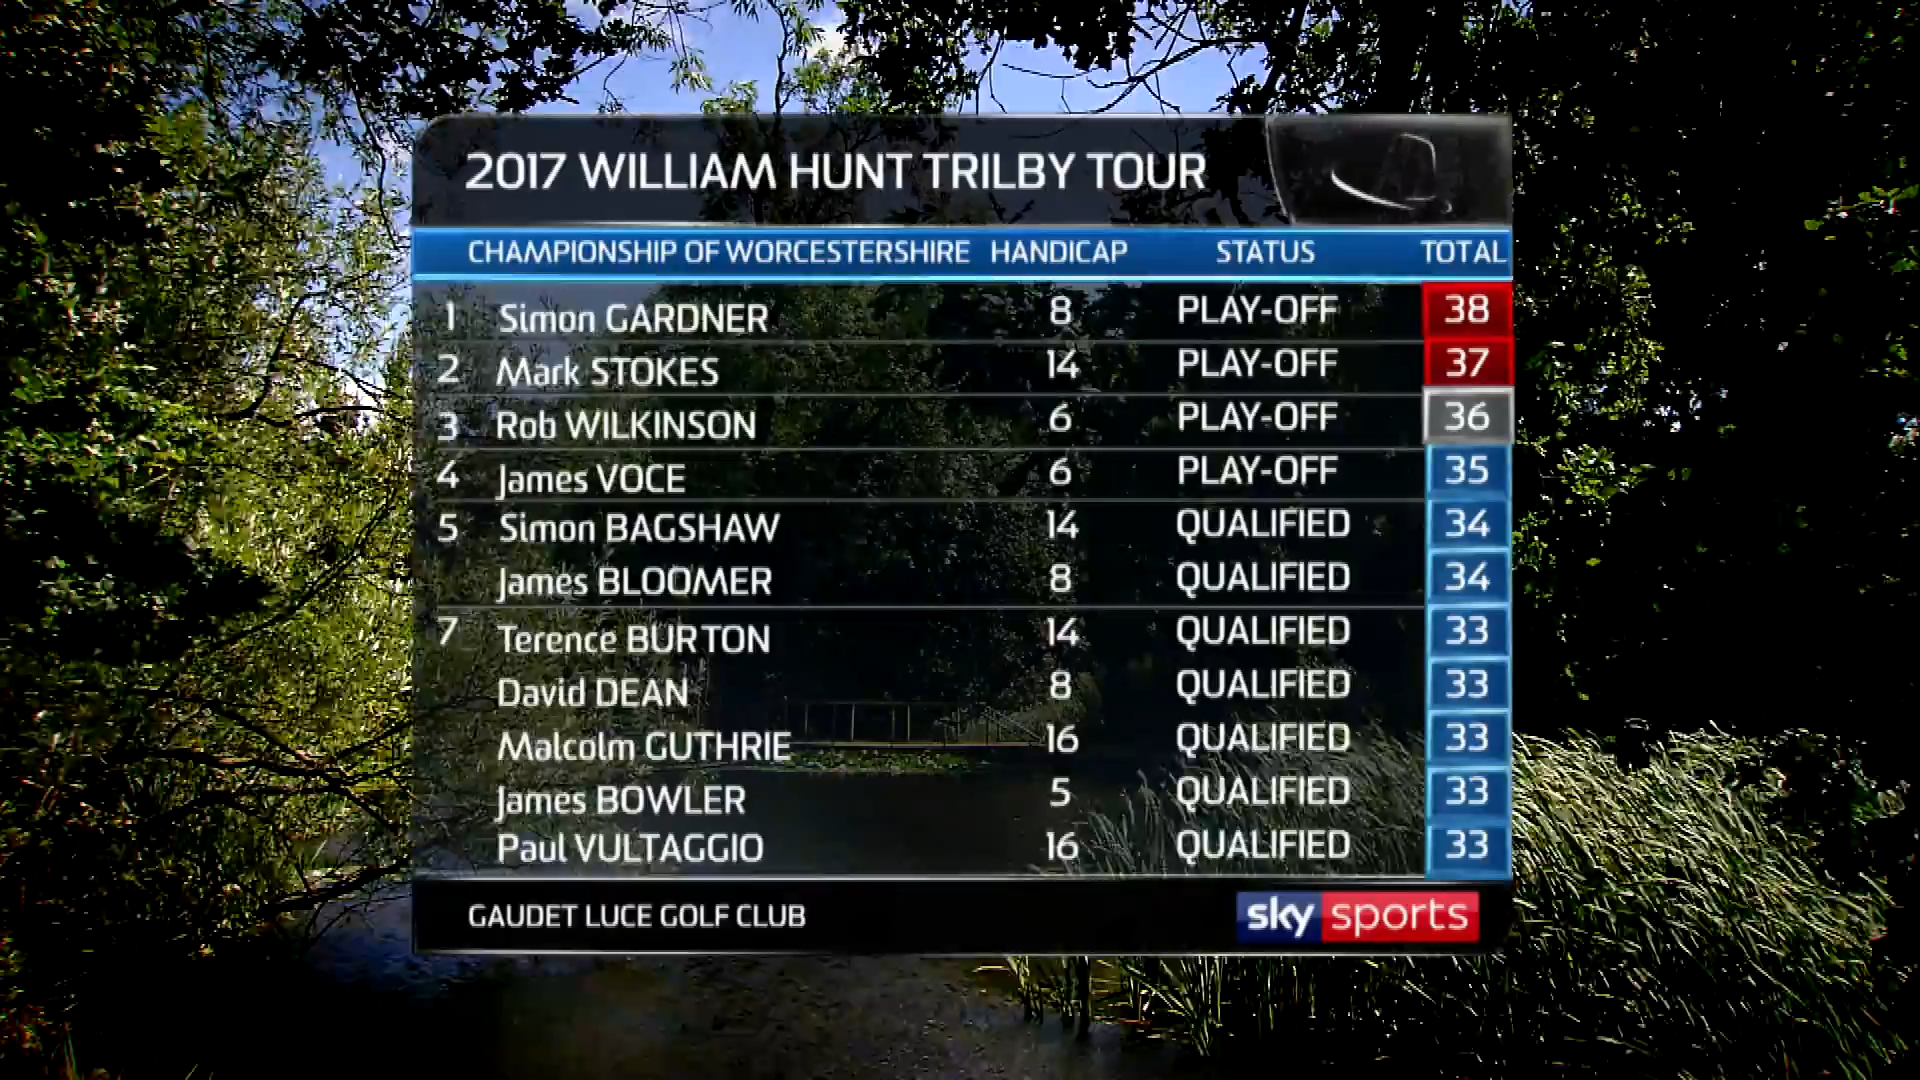 2017 WILLIAM HUNT TRILBY TOUR
CHAMPIONSHIP OF WORCESTERSHIRE HANDICAP STATUS TOTAL
1 Simon GARDNER 8 PLAY-OFF 38
2 Mark STOKES 14 PLAY-OFF 37
3 Rob WILKINSON 6 PLAY-OFF 36
4 James VOCE 6 PLAY-OFF 35
5 Simon BAGSHAW 14 QUALIFIED 34
James BLOOMER 8 QUALIFIED 34
7 Terence BURTON 14 QUALIFIED 33
David DEAN 8 QUALIFIED 33
Malcolm GUTHRIE 16 QUALIFIED 33
James BOWLER 5 QUALIFIED 33
Paul VULTAGGIO 16 QUALIFIED 33
GAUDET LUCE GOLF CLUB sky sports